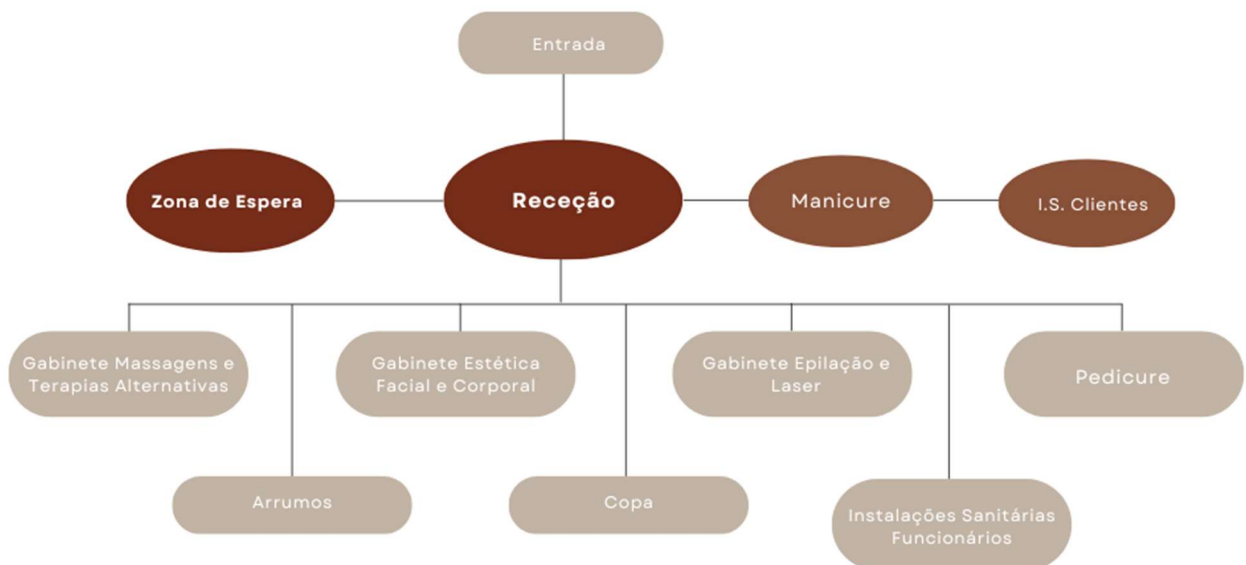 Entrada
Zona de Espera
Receção
Manicure
I.S. Clientes
Gabinete Massagens e
Terapias Alternativas
Gabinete Estética
Facial e Corporal
Gabinete Epilação e
Laser
Pedicure
Arrumos
Copa
Instalações Sanitárias
Funcionários